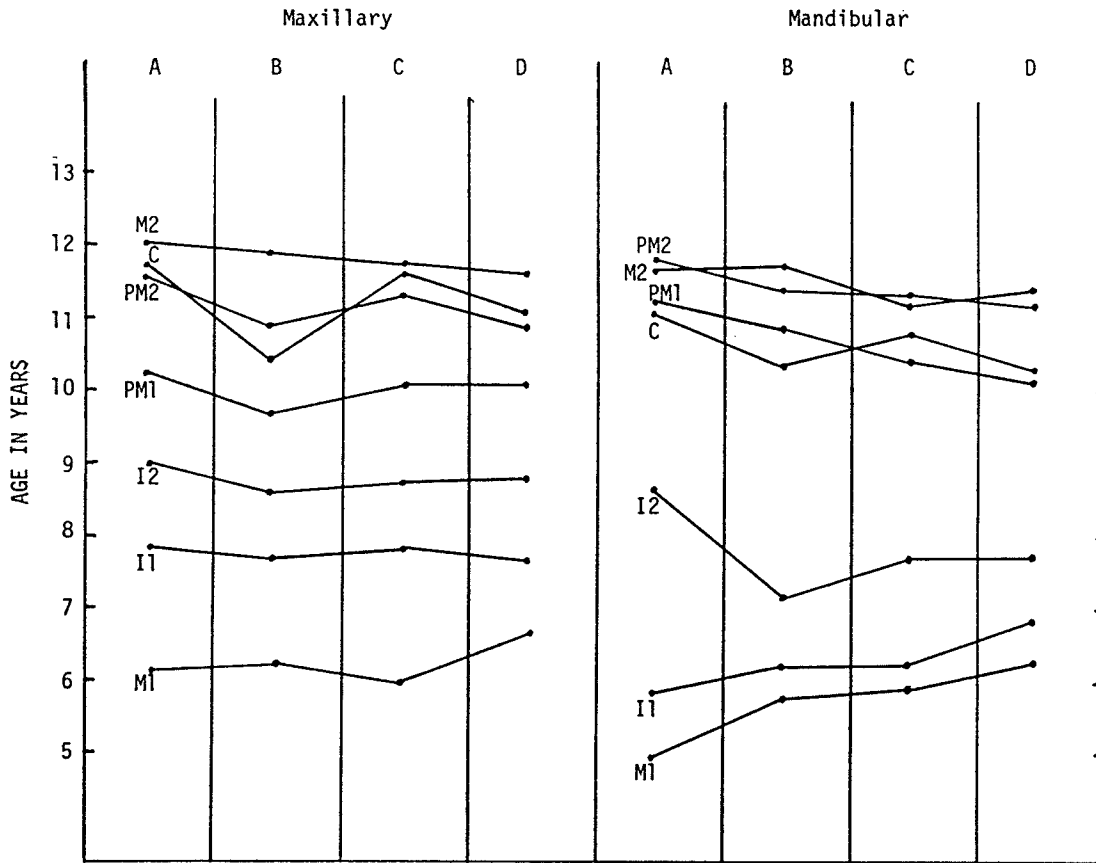 Maxillary
Mandibular
A B C D
A B C D
AGE IN YEARS
13
12
11
10
9
8
7
6
5
M2
C
PM2
PM1
I2
I1
M1
PM2
M2
PM1
C
I2
I1
M1